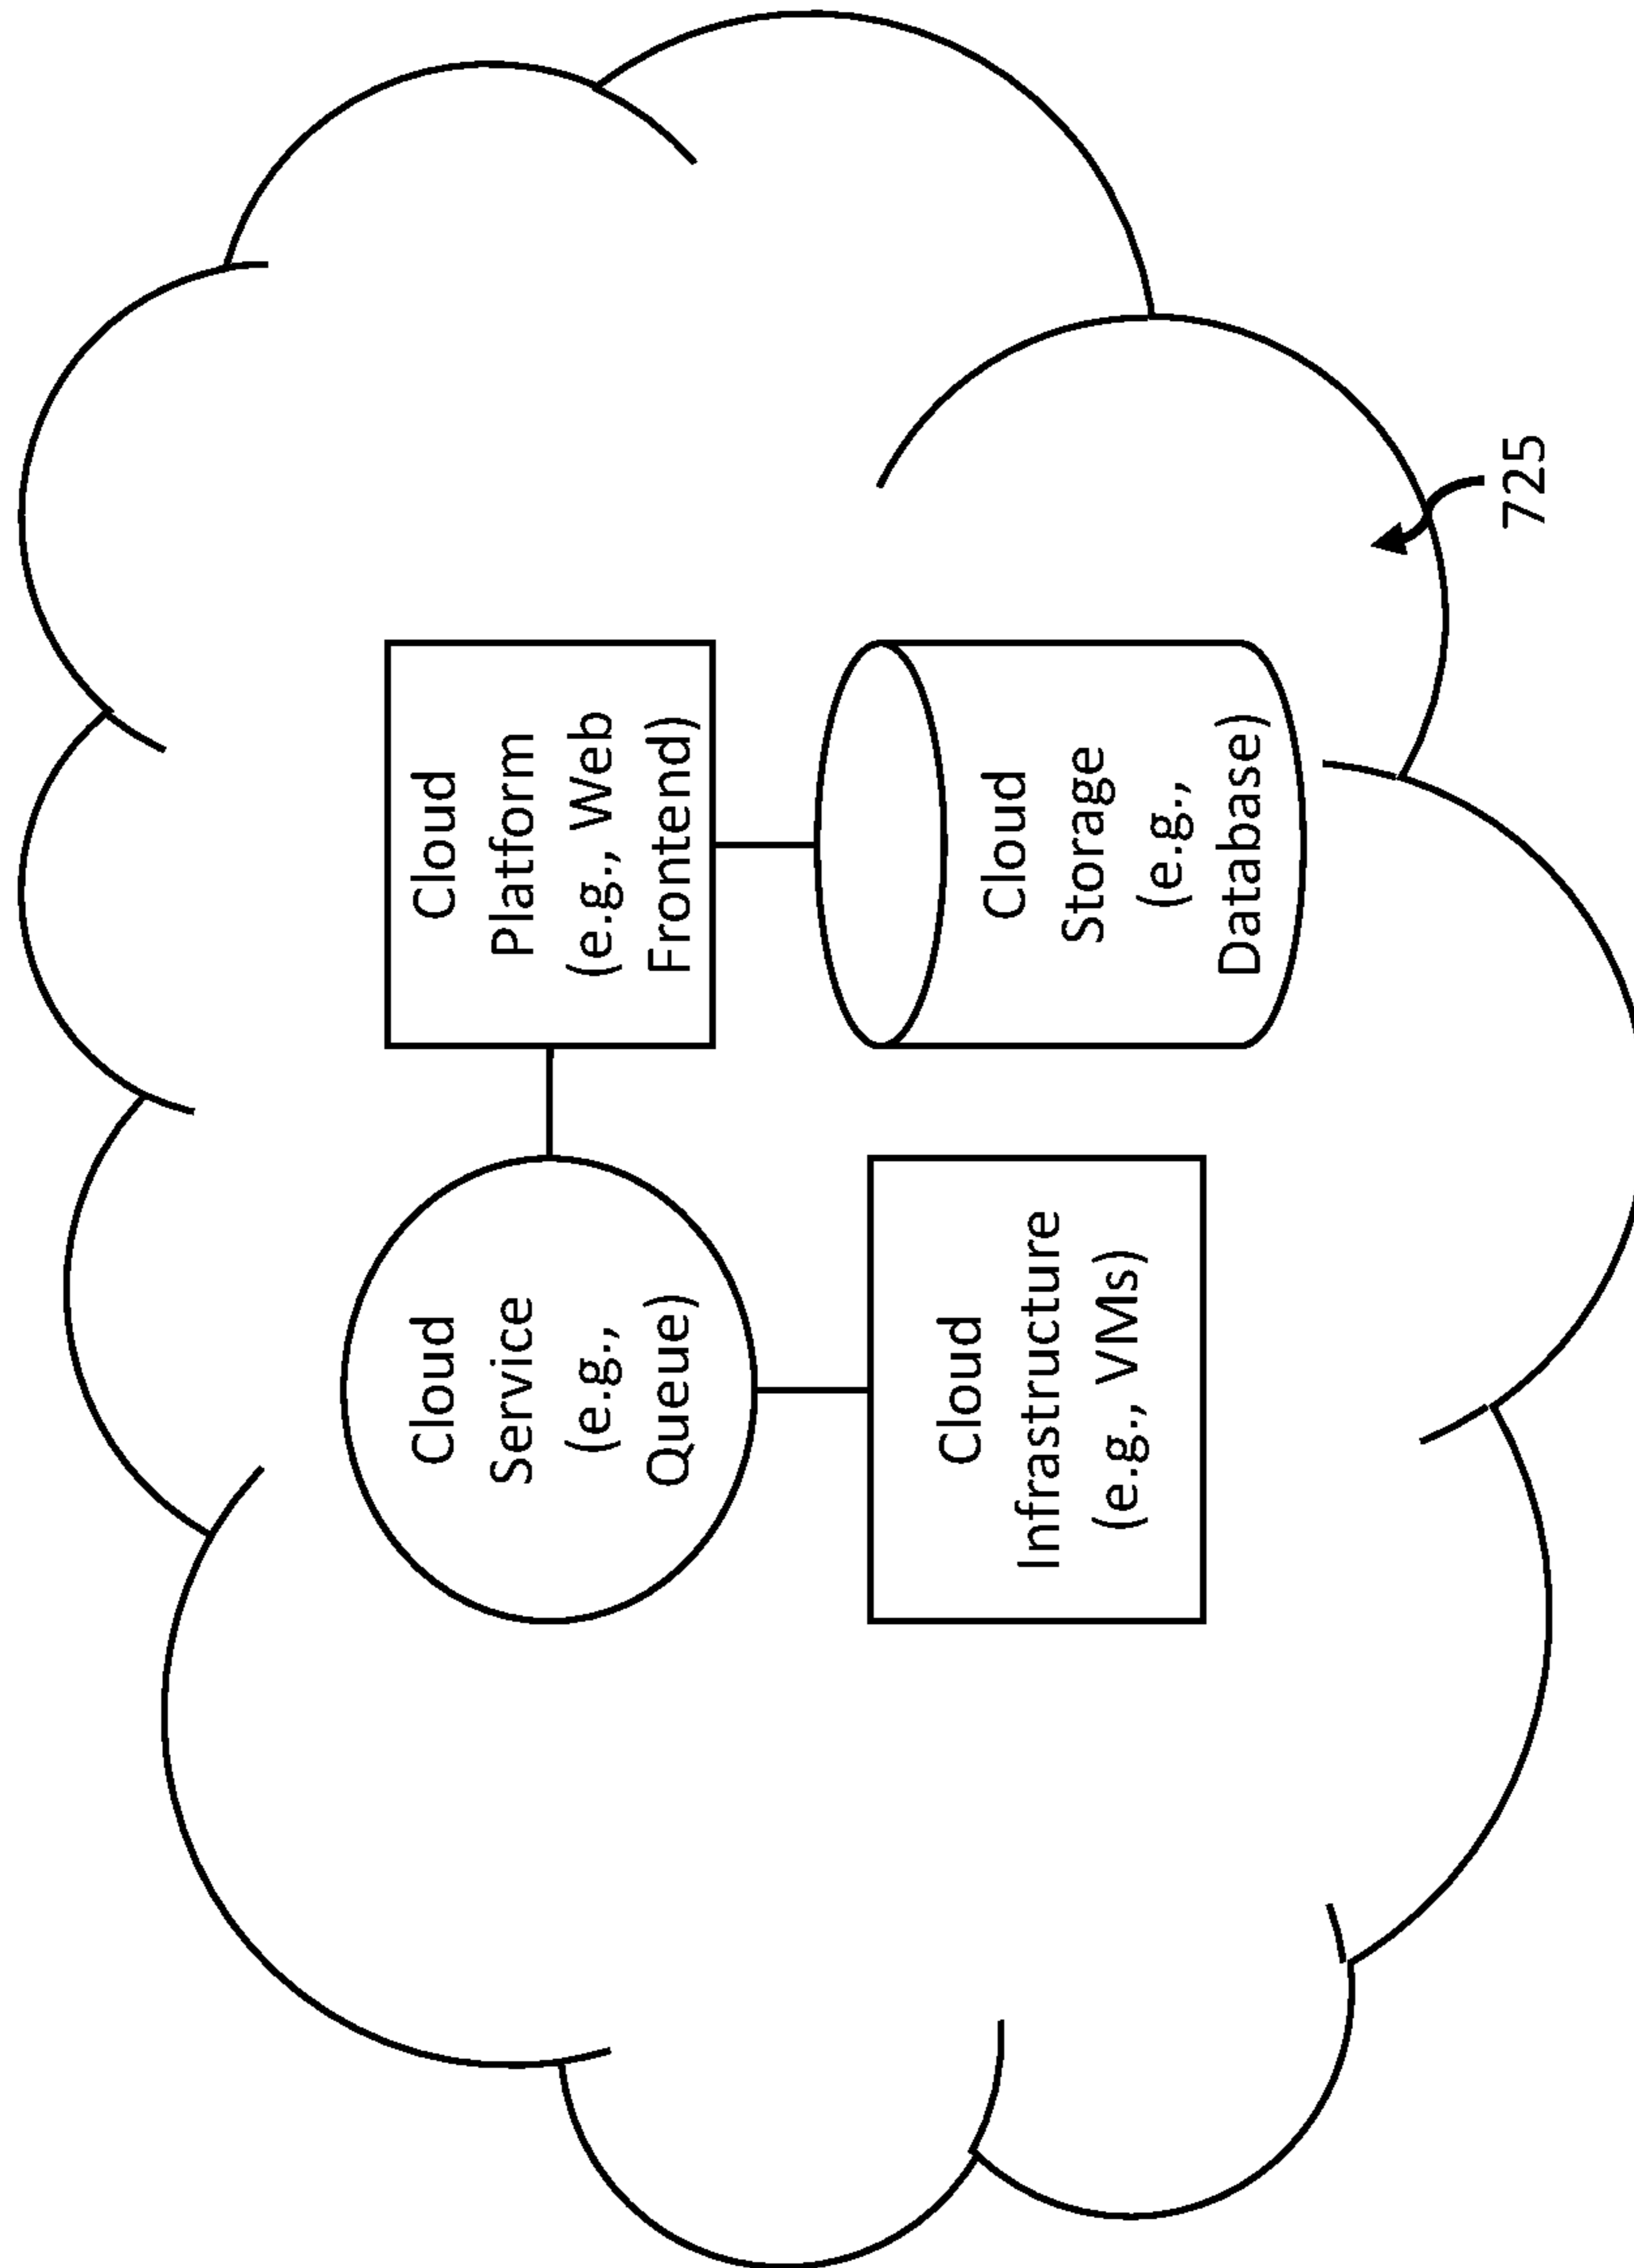 Cloud
Service
(e.g.,
Queue)
Cloud
Platform
(e.g., Web
Frontend)
Cloud
Infrastructure
(e.g., VMs)
Cloud
Storage
(e.g.,
Database)
725